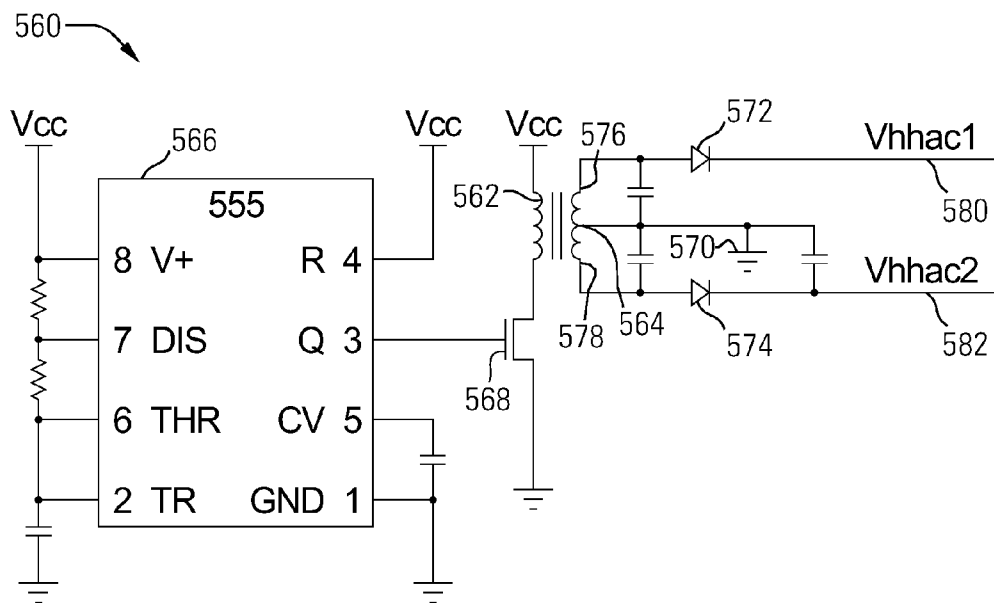 560
Vcc
566
Vcc
Vcc
576
572
Vhhac1
555
562
580
8 V+
R 4
570
Vhhac2
7 DIS
Q 3
578
564
574
582
568
6 THR
CV 5
2 TR
GND 1